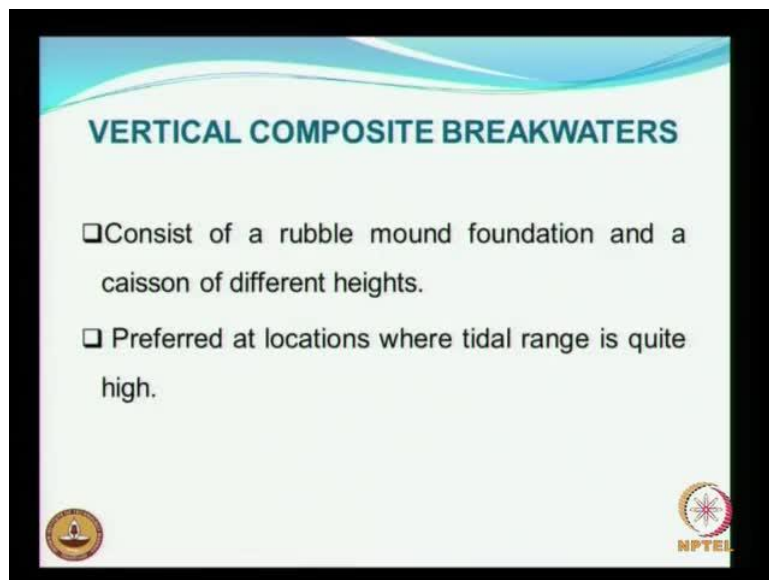 VERTICAL COMPOSITE BREAKWATERS
❑Consist of a rubble mound foundation and a
caisson of different heights.
❑ Preferred at locations where tidal range is quite
high.
NPTEL